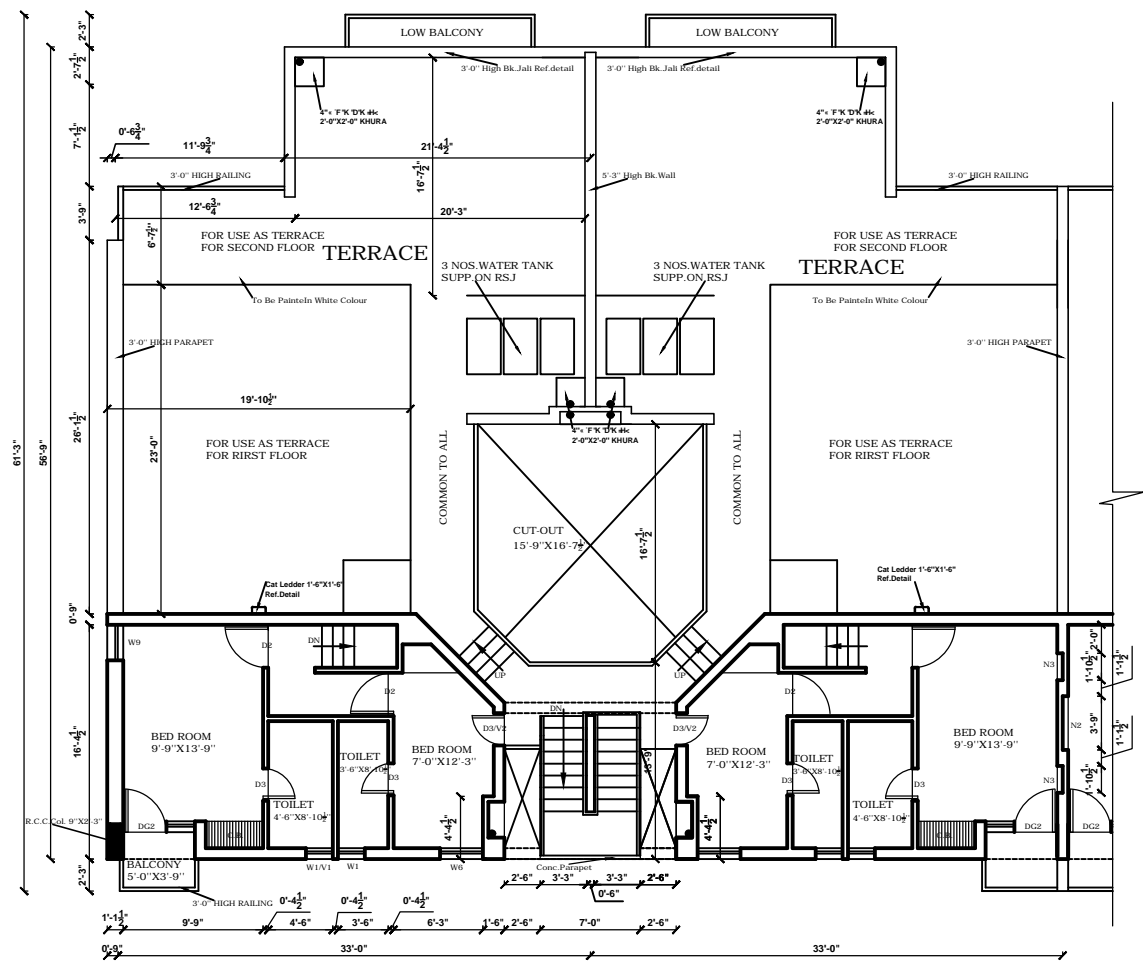 LOW BALCONY
LOW BALCONY
3'-0" High Bk.Jali Ref.detail
3'-0" High Bk.Jali Ref.detail
2'-3"
2'-7½"
7'-1½"
3'-9"
26'-1½"
0'-9"
16'-4½"
2'-3"
61'-3"
56'-9"
2'-0"X2'-0" KHURA
2'-0"X2'-0" KHURA
0'-6¾"
11'-9¾"
21'-4½"
16'-7½"
3'-0" HIGH RAILING
5'-3" High Bk.Wall
3'-0" HIGH RAILING
12'-6¾"
20'-3"
6'-7½"
FOR USE AS TERRACE
FOR SECOND FLOOR
TERRACE
FOR USE AS TERRACE
FOR SECOND FLOOR
TERRACE
3 NOS.WATER TANK
SUPP.ON RSJ
3 NOS.WATER TANK
SUPP.ON RSJ
To Be PainteIn White Colour
To Be PainteIn White Colour
3'-0" HIGH PARAPET
3'-0" HIGH PARAPET
19'-10½"
23'-0"
2'-0"X2'-0" KHURA
FOR USE AS TERRACE
FOR RIRST FLOOR
FOR USE AS TERRACE
FOR RIRST FLOOR
COMMON TO ALL
COMMON TO ALL
CUT-OUT
15'-9"X16'-7½"
16'-7½"
Cat Ledder 1'-6"X1'-6"
Ref.Detail
Cat Ledder 1'-6"X1'-6"
Ref.Detail
W9
D2
DN
UP
UP
D2
D2
DN
D3/V2
D3/V2
N3
N2
N3
2'-0"
1'-10½"
1'-1½"
3'-9"
1'-1½"
1'-10½"
BED ROOM
9'-9"X13'-9"
BED ROOM
7'-0"X12'-3"
BED ROOM
7'-0"X12'-3"
BED ROOM
9'-9"X13'-9"
15'-9"
TOILET
3'-6"X8'-10½"
TOILET
3'-6"X8'-10½"
D3
D3
D3
D3
TOILET
4'-6"X8'-10½"
TOILET
4'-6"X8'-10½"
4'-4½"
4'-4½"
R.C.C.Col. 9"X2'-3"
DG2
C.B.
C.B.
DG2
DG2
BALCONY
5'-0"X3'-9"
W1/V1
W1
W6
Conc.Parapet
3'-0" HIGH RAILING
2'-6"
3'-3"
3'-3"
2'-6"
0'-6"
0'-4½"
0'-4½"
0'-4½"
1'-1½"
9'-9"
4'-6"
3'-6"
6'-3"
1'-6"
2'-6"
7'-0"
2'-6"
0'-9"
33'-0"
33'-0"